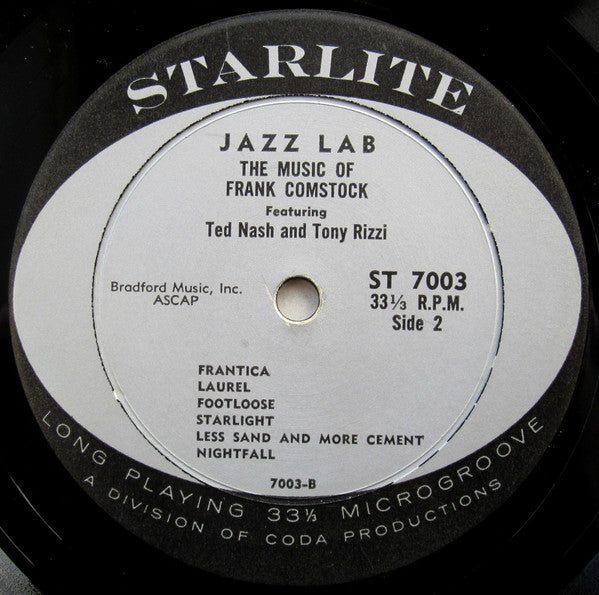 STARLITE
JAZZ LAB
THE MUSIC OF
FRANK COMSTOCK
Featuring
Ted Nash and Tony Rizzi
Bradford Music, Inc.
ASCAP
ST 7003
33⅓ R.P.M.
Side 2
FRANTICA
LAUREL
FOOTLOOSE
STARLIGHT
LESS SAND AND MORE CEMENT
NIGHTFALL
7003-B
LONG PLAYING 33⅓ MICROGROOVE
A DIVISION OF CODA PRODUCTIONS